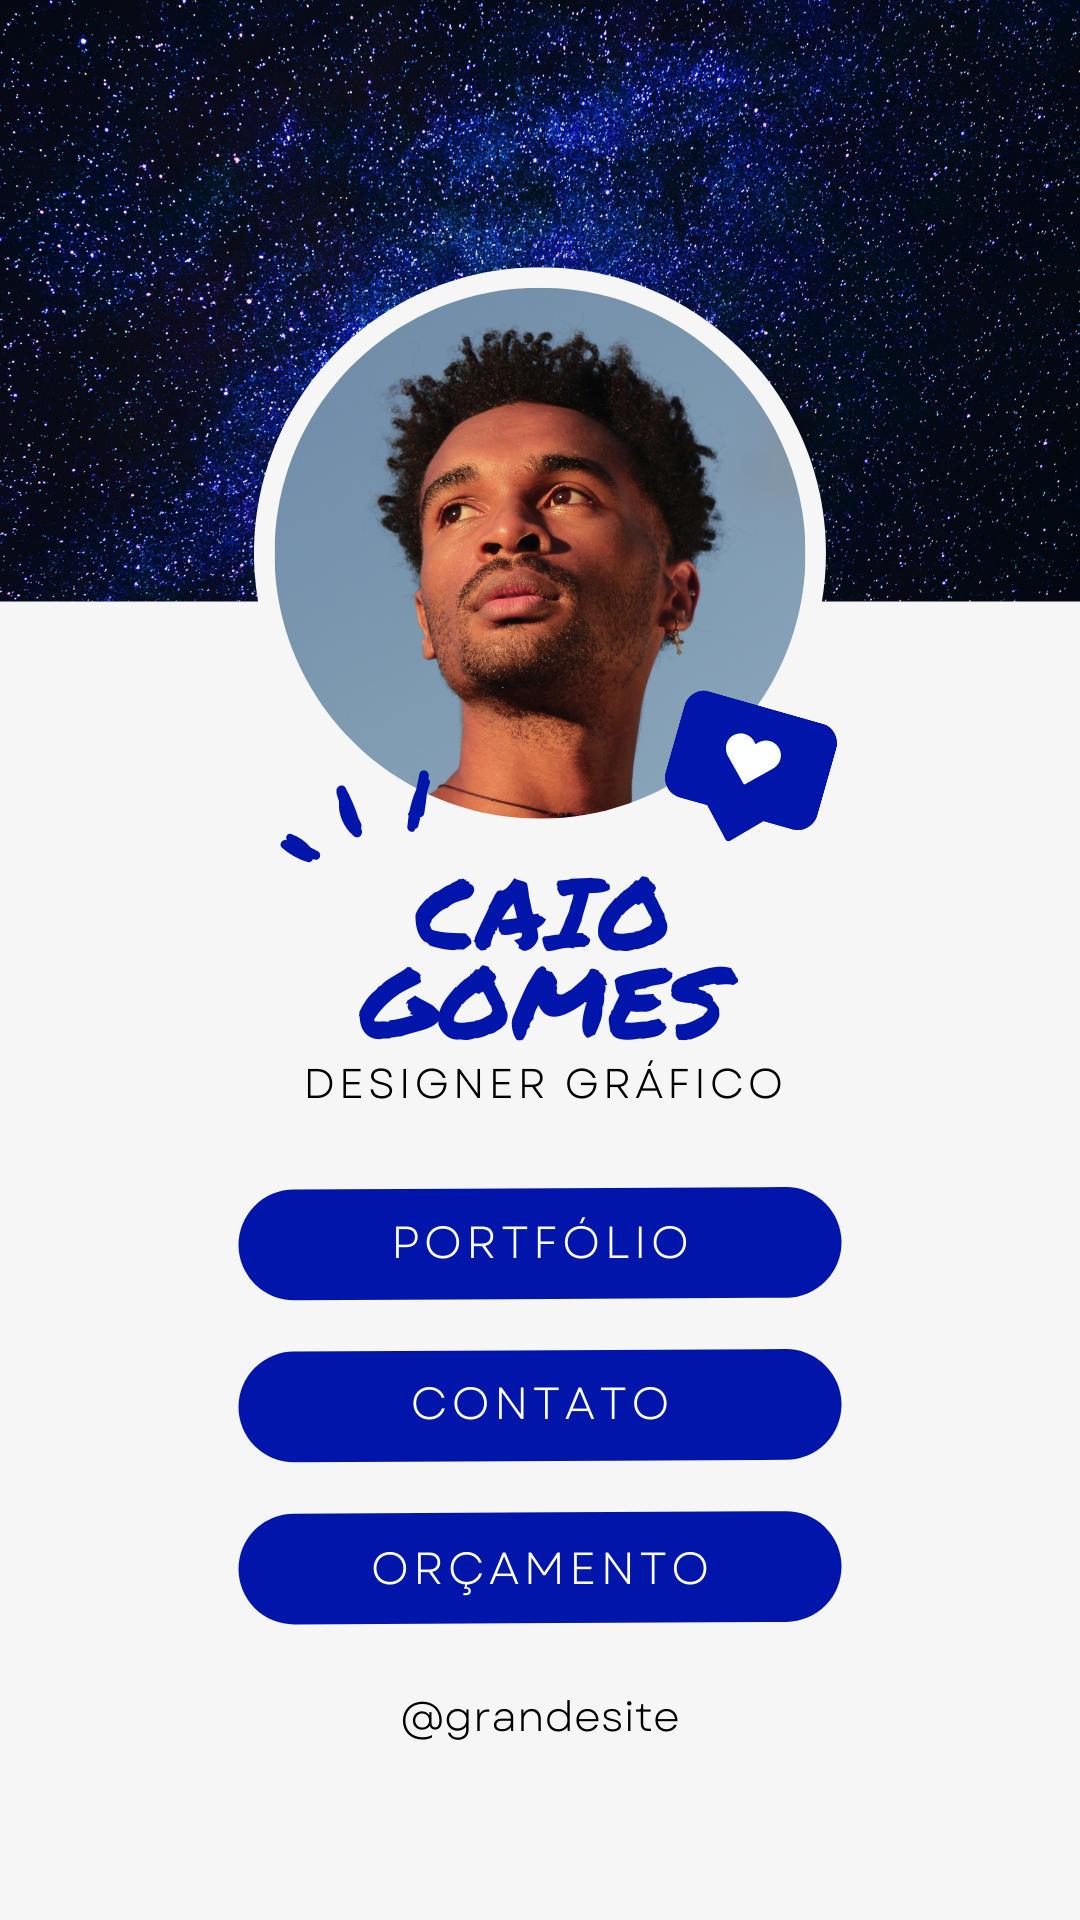 CAIO
GOMES
DESIGNER GRÁFICO
PORTFÓLIO
CONTATO
ORÇAMENTO
@grandesite